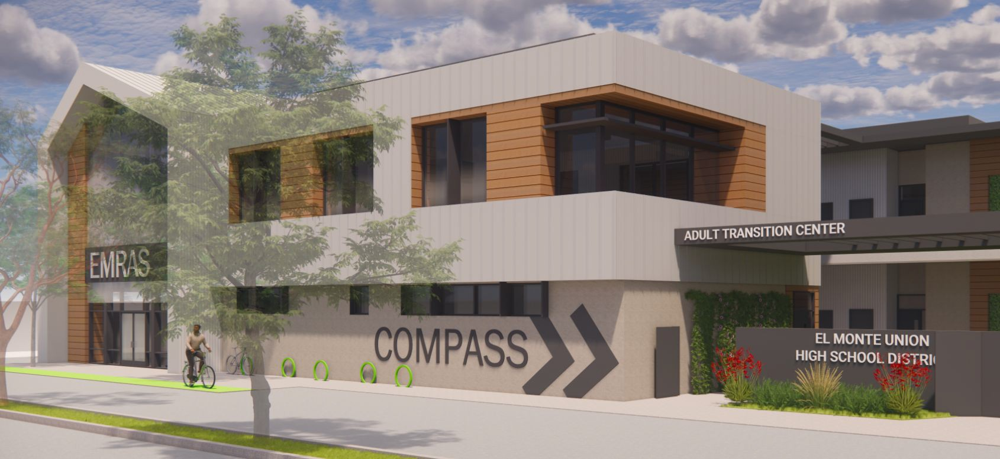 EMRAS
COMPASS
ADULT TRANSITION CENTER
EL MONTE UNION
HIGH SCHOOL DISTRIC